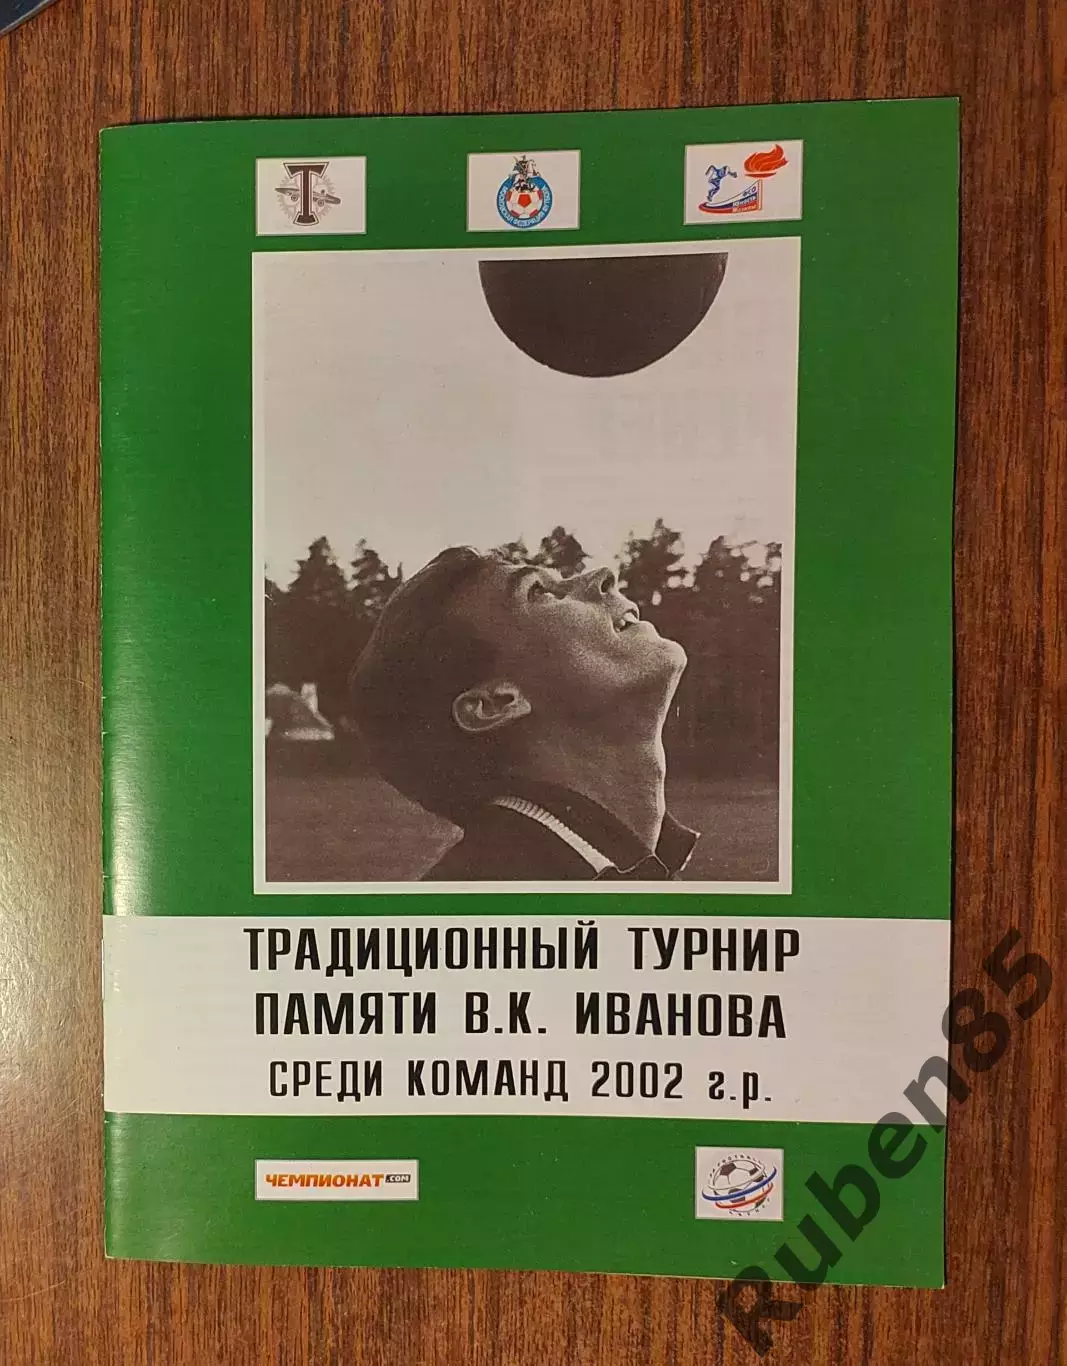 Т
ТРАДИЦИОННЫЙ ТУРНИР
ПАМЯТИ В.К. ИВАНОВА
СРЕДИ КОМАНД 2002 г.р.
ЧЕМПИОНАТ.COM
Ruben85